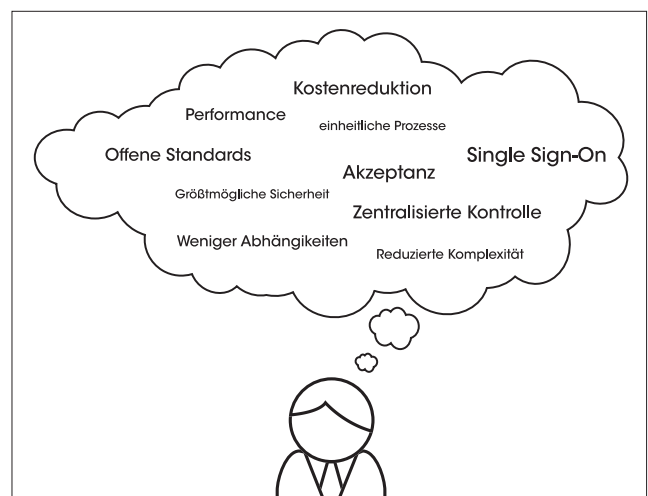 Kostenreduktion
Performance
einheitliche Prozesse
Offene Standards
Single Sign-On
Akzeptanz
Größtmögliche Sicherheit
Zentralisierte Kontrolle
Weniger Abhängikeiten
Reduzierte Komplexität